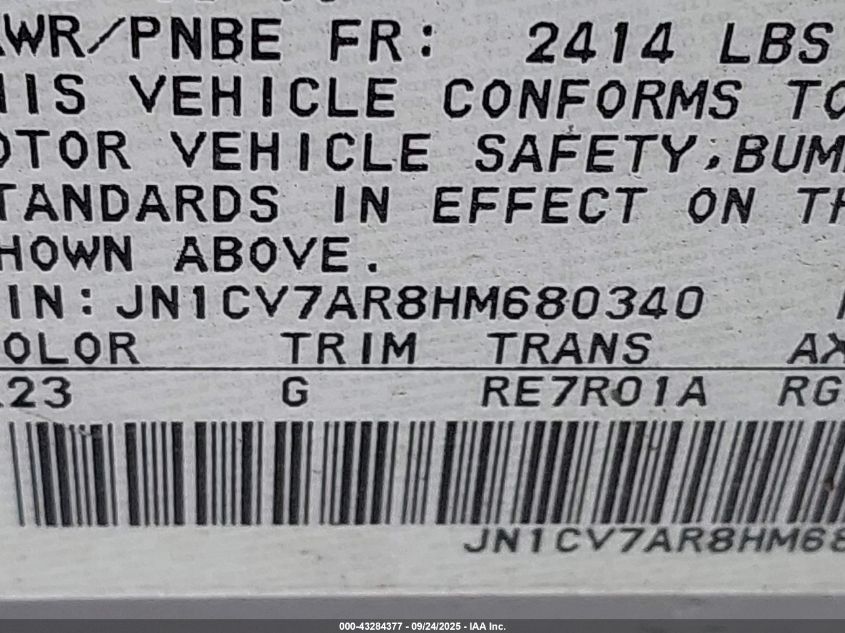 AWR/PNBE FR: 2414 LBS
HIS VEHICLE CONFORMS TO
OTOR VEHICLE SAFETY, BUM
TANDARDS IN EFFECT ON TH
HOWN ABOVE.
IN: JN1CV7AR8HM680340
OLOR TRIM TRANS AX
23 G RE7R01A RG
JN1CV7AR8HM68
000-43284377 - 09/24/2025 - IAA Inc.